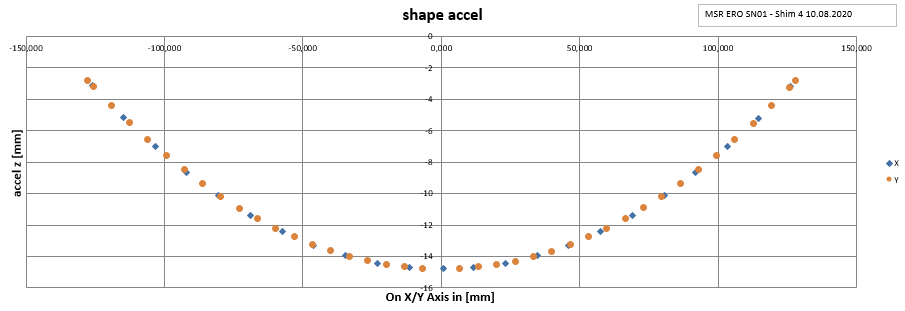 shape accel
MSR ERO SN01 - Shim 4 10.08.2020
-150,000 -100,000 -50,000 0,000 50,000 100,000 150,000
0
-2
-4
-6
-8
-10
-12
-14
-16
accel z [mm]
On X/Y Axis in [mm]
X
Y